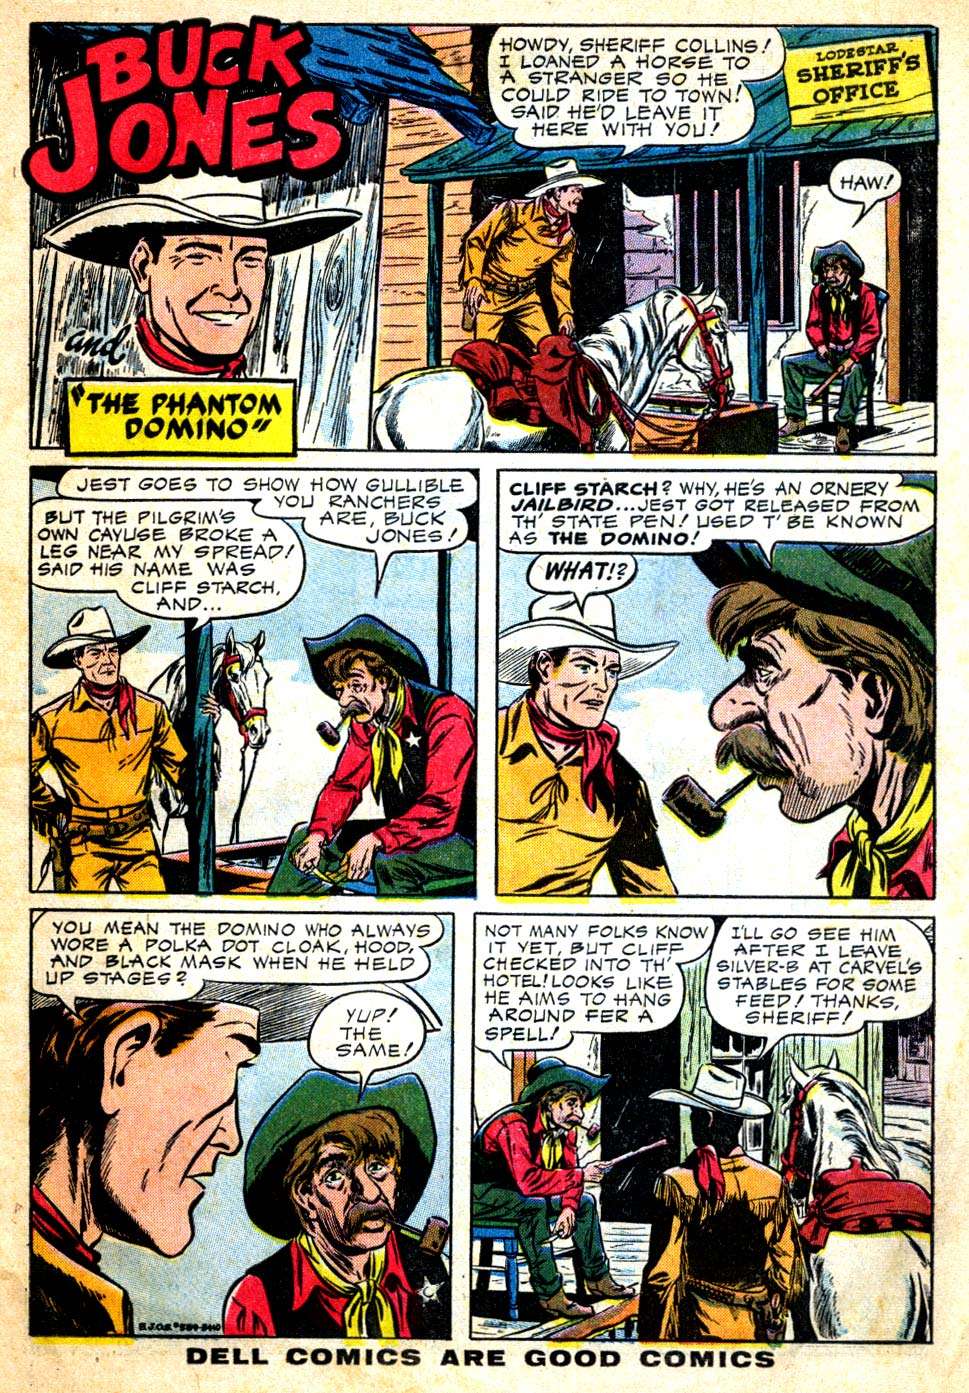 BUCK
JONES
and
"THE PHANTOM
DOMINO"
HOWDY, SHERIFF COLLINS!
I LOANED A HORSE TO
A STRANGER SO HE
COULD RIDE TO TOWN!
SAID HE'D LEAVE IT
HERE WITH YOU!
LODESTAR
SHERIFF'S
OFFICE
HAW!
JEST GOES TO SHOW HOW GULLIBLE
YOU RANCHERS
ARE, BUCK
JONES!
BUT THE PILGRIM'S
OWN CAYUSE BROKE A
LEG NEAR MY SPREAD!
SAID HIS NAME WAS
CLIFF STARCH,
AND...
CLIFF STARCH? WHY, HE'S AN ORNERY
JAILBIRD...JEST GOT RELEASED FROM
TH' STATE PEN! USED T' BE KNOWN
AS THE DOMINO!
WHAT!?
YOU MEAN THE DOMINO WHO ALWAYS
WORE A POLKA DOT CLOAK, HOOD,
AND BLACK MASK WHEN HE HELD
UP STAGES?
YUP!
THE
SAME!
B.J.O.S. #589-5410
NOT MANY FOLKS KNOW
IT YET, BUT CLIFF
CHECKED INTO TH'
HOTEL! LOOKS LIKE
HE AIMS TO HANG
AROUND FER A
SPELL!
I'LL GO SEE HIM
AFTER I LEAVE
SILVER-B AT CARVEL'S
STABLES FOR SOME
FEED! THANKS,
SHERIFF!
DELL COMICS ARE GOOD COMICS